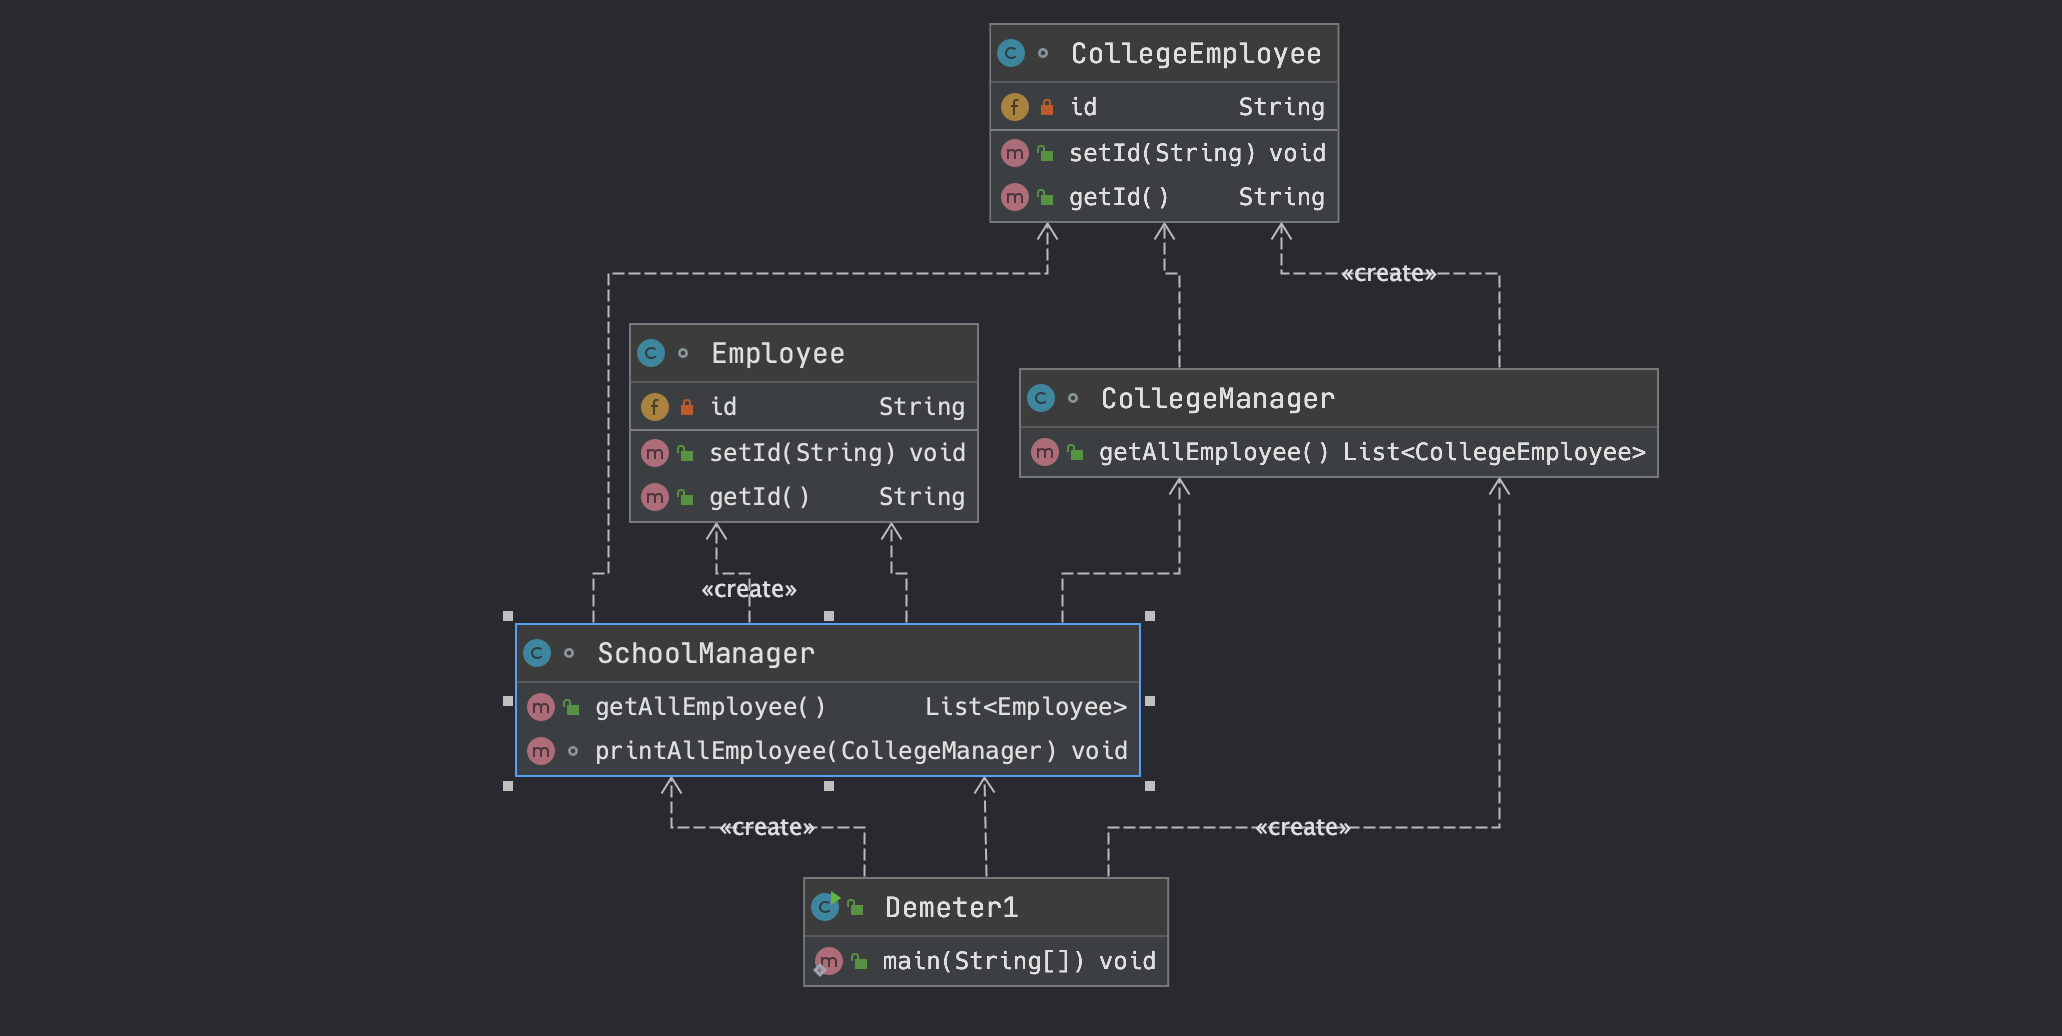 CollegeEmployee
id String
setId(String) void
getId() String
«create»
Employee
id String
setId(String) void
getId() String
CollegeManager
getAllEmployee() List<CollegeEmployee>
«create»
SchoolManager
getAllEmployee() List<Employee>
printAllEmployee(CollegeManager) void
«create»
«create»
Demeter1
main(String[]) void